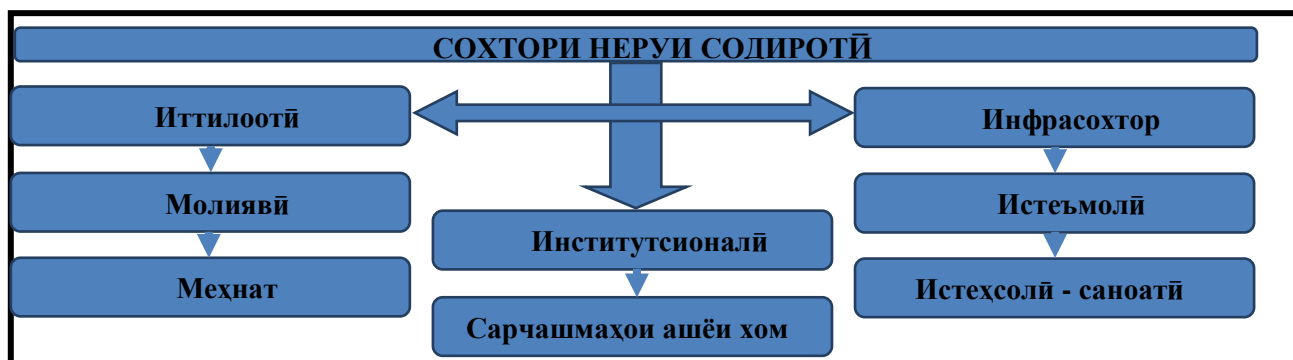 СОХТОРИ НЕРУИ СОДИРОТӢ
Иттилоотӣ
Инфрасохтор
Молиявӣ
Истеъмолӣ
Институтсионалӣ
Меҳнат
Истеҳсолӣ - саноатӣ
Сарчашмаҳои ашёи хом